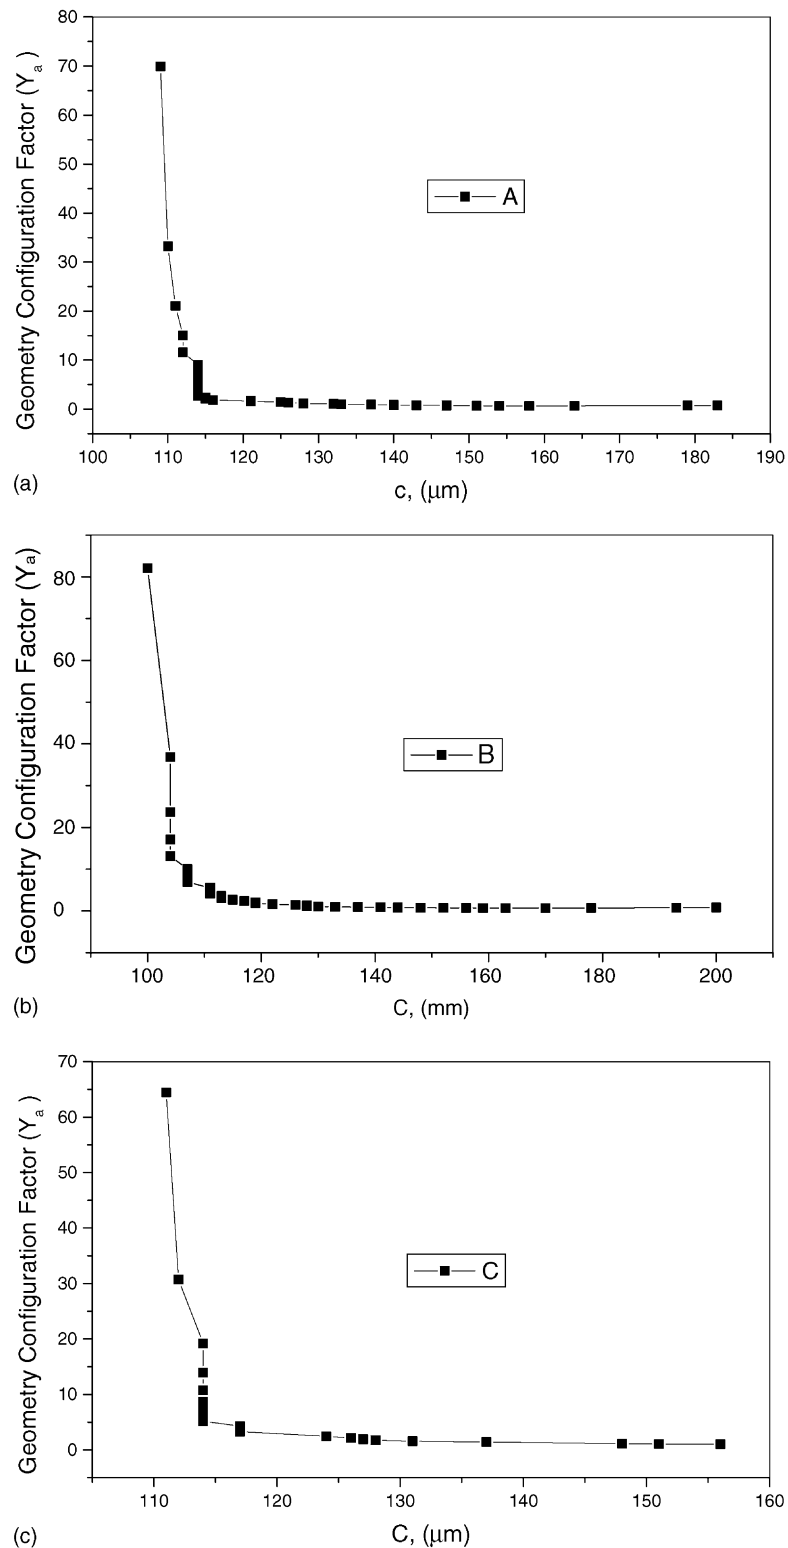 80
70
60
50
40
30
20
10
0
Geometry Configuration Factor (Ya)
A
100 110 120 130 140 150 160 170 180 190
(a)
c, (μm)
80
60
40
20
0
Geometry Configuration Factor (Ya)
B
100 120 140 160 180 200
(b)
C, (mm)
70
60
50
40
30
20
10
0
Geometry Configuration Factor (Ya)
C
110 120 130 140 150 160
(c)
C, (μm)